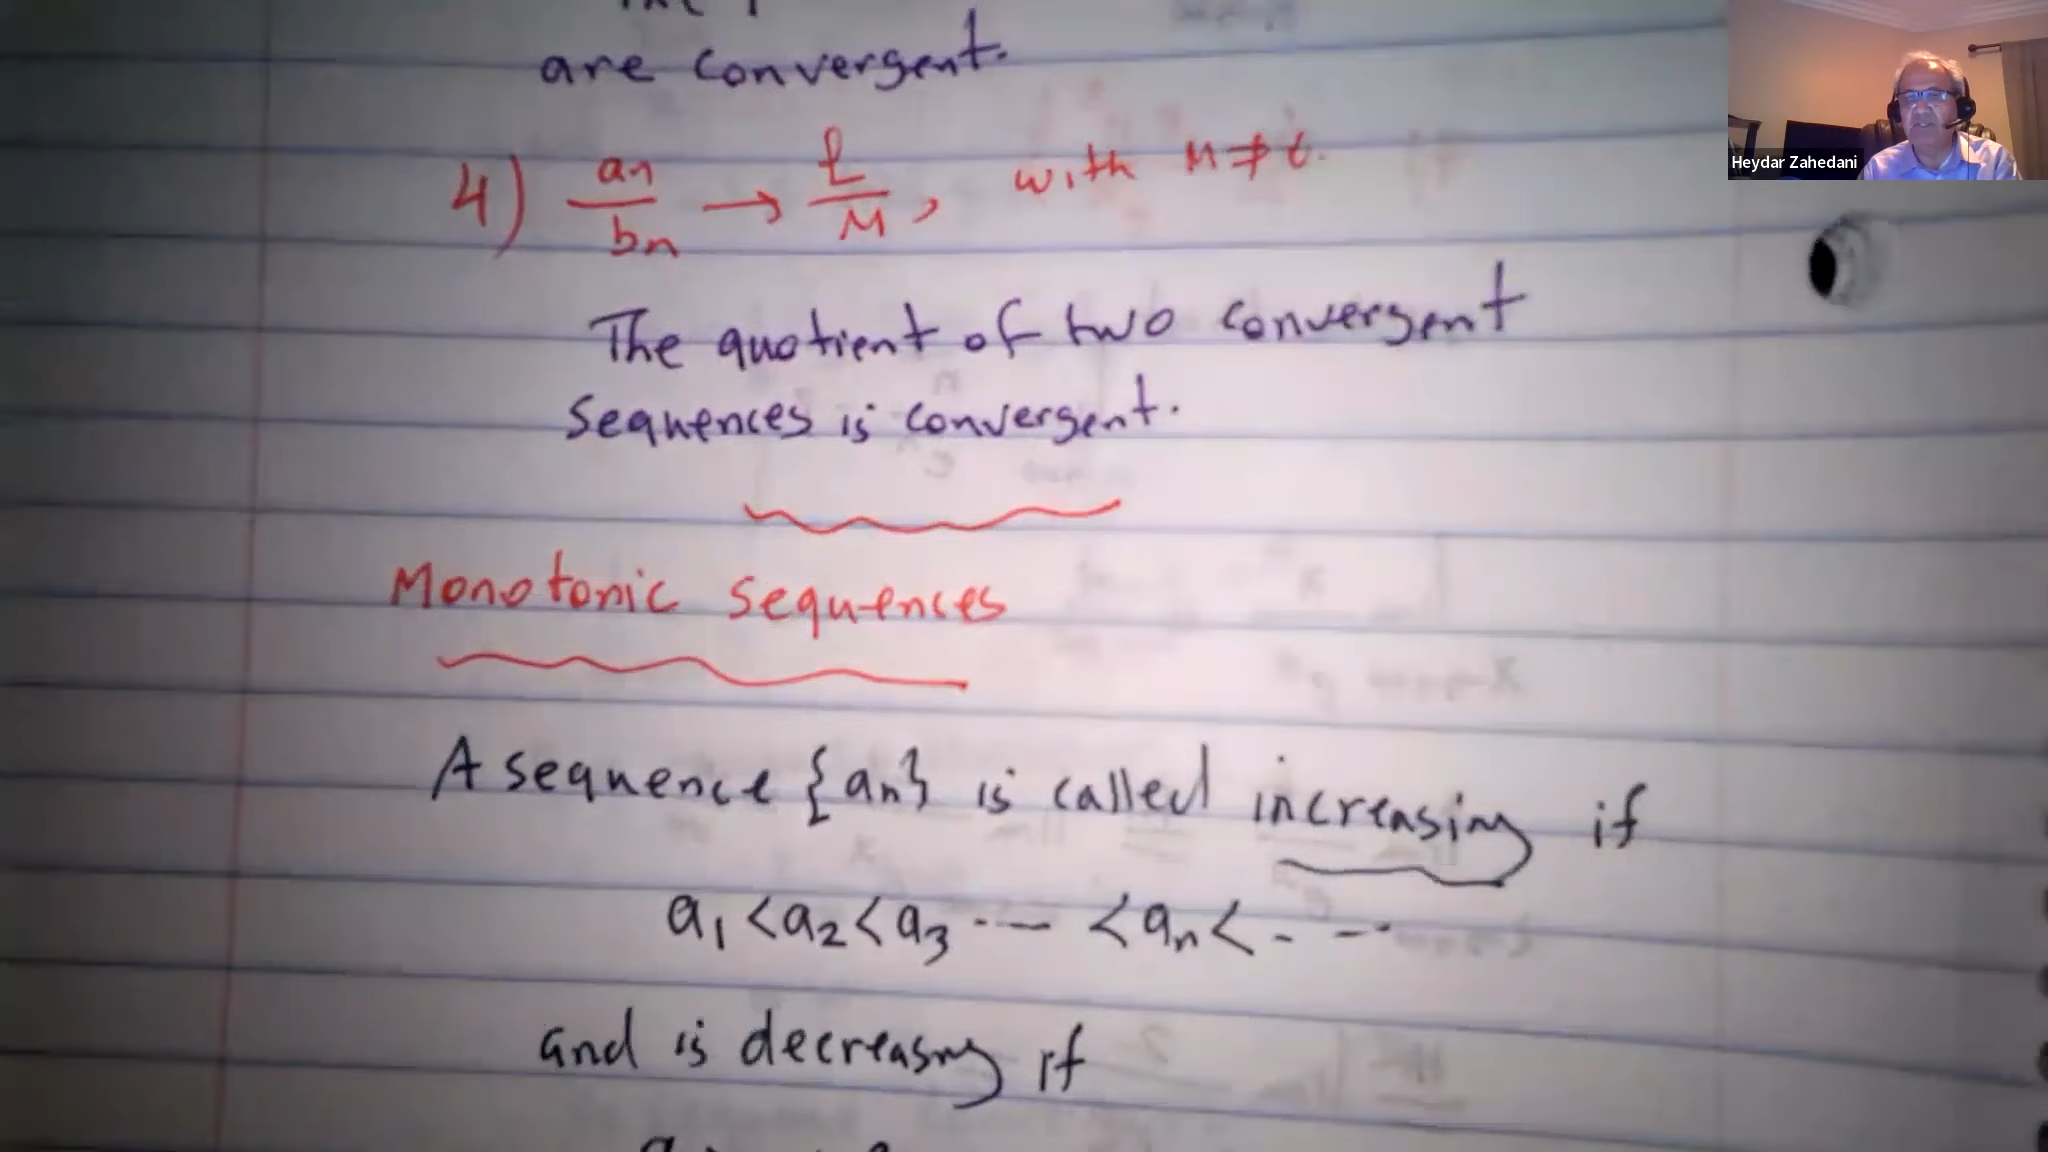 are convergent.
4) an/bn → ℓ/M, with M ≠ 0.
The quotient of two convergent
sequences is convergent.
Monotonic sequences
A sequence {an} is called increasing if
a1 < a2 < a3 ... < an < . ...
and is decreasing if
Heydar Zahedani